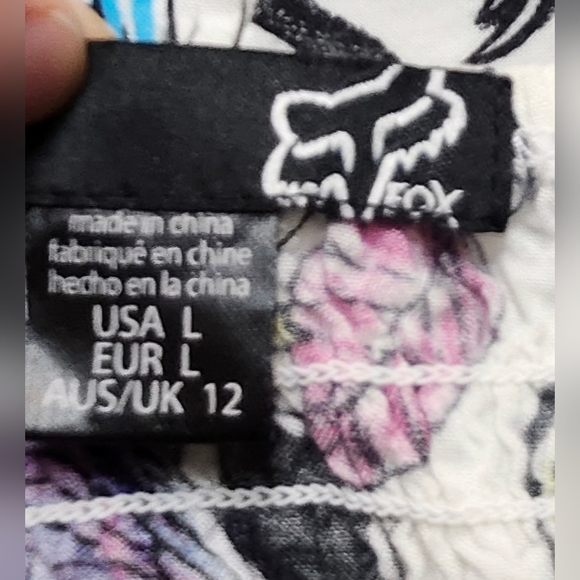 FOX
made in china
fabriqué en chine
hecho en la china
USA L
EUR L
AUS/UK 12